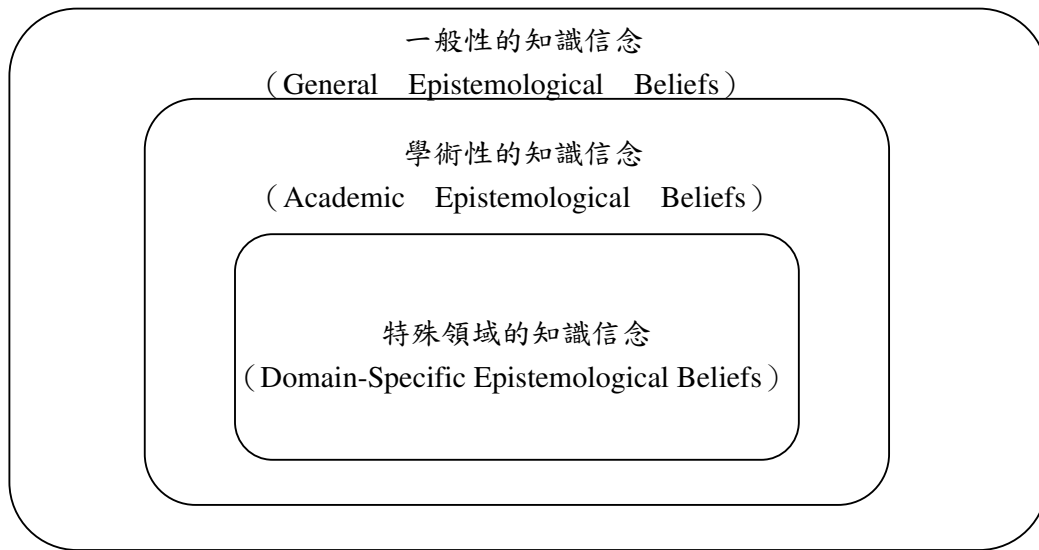 一般性的知識信念
（General Epistemological Beliefs）
學術性的知識信念
（Academic Epistemological Beliefs）
特殊領域的知識信念
（Domain-Specific Epistemological Beliefs）